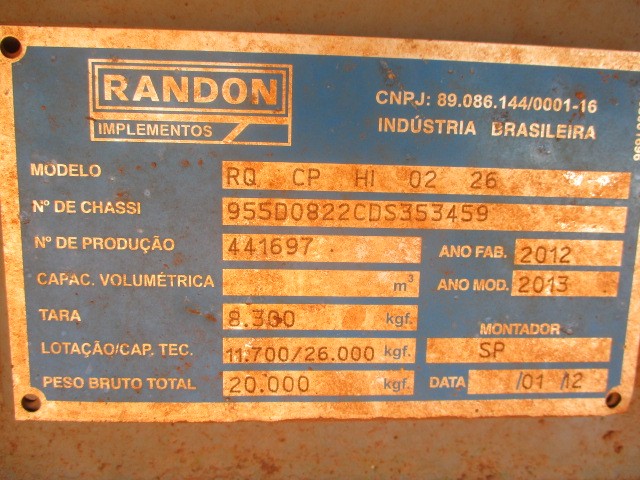 RANDON
IMPLEMENTOS
CNPJ: 89.086.144/0001-16
INDÚSTRIA BRASILEIRA
MODELO RQ CP HI 02 26
Nº DE CHASSI 955D0822CDS353459
Nº DE PRODUÇÃO 441697 ANO FAB. 2012
CAPAC. VOLUMÉTRICA m³ ANO MOD. 2013
TARA 8.300 kgf. MONTADOR
LOTAÇÃO/CAP. TEC. 11.700/26.000 kgf. SP
PESO BRUTO TOTAL 20.000 kgf. DATA /01 /12